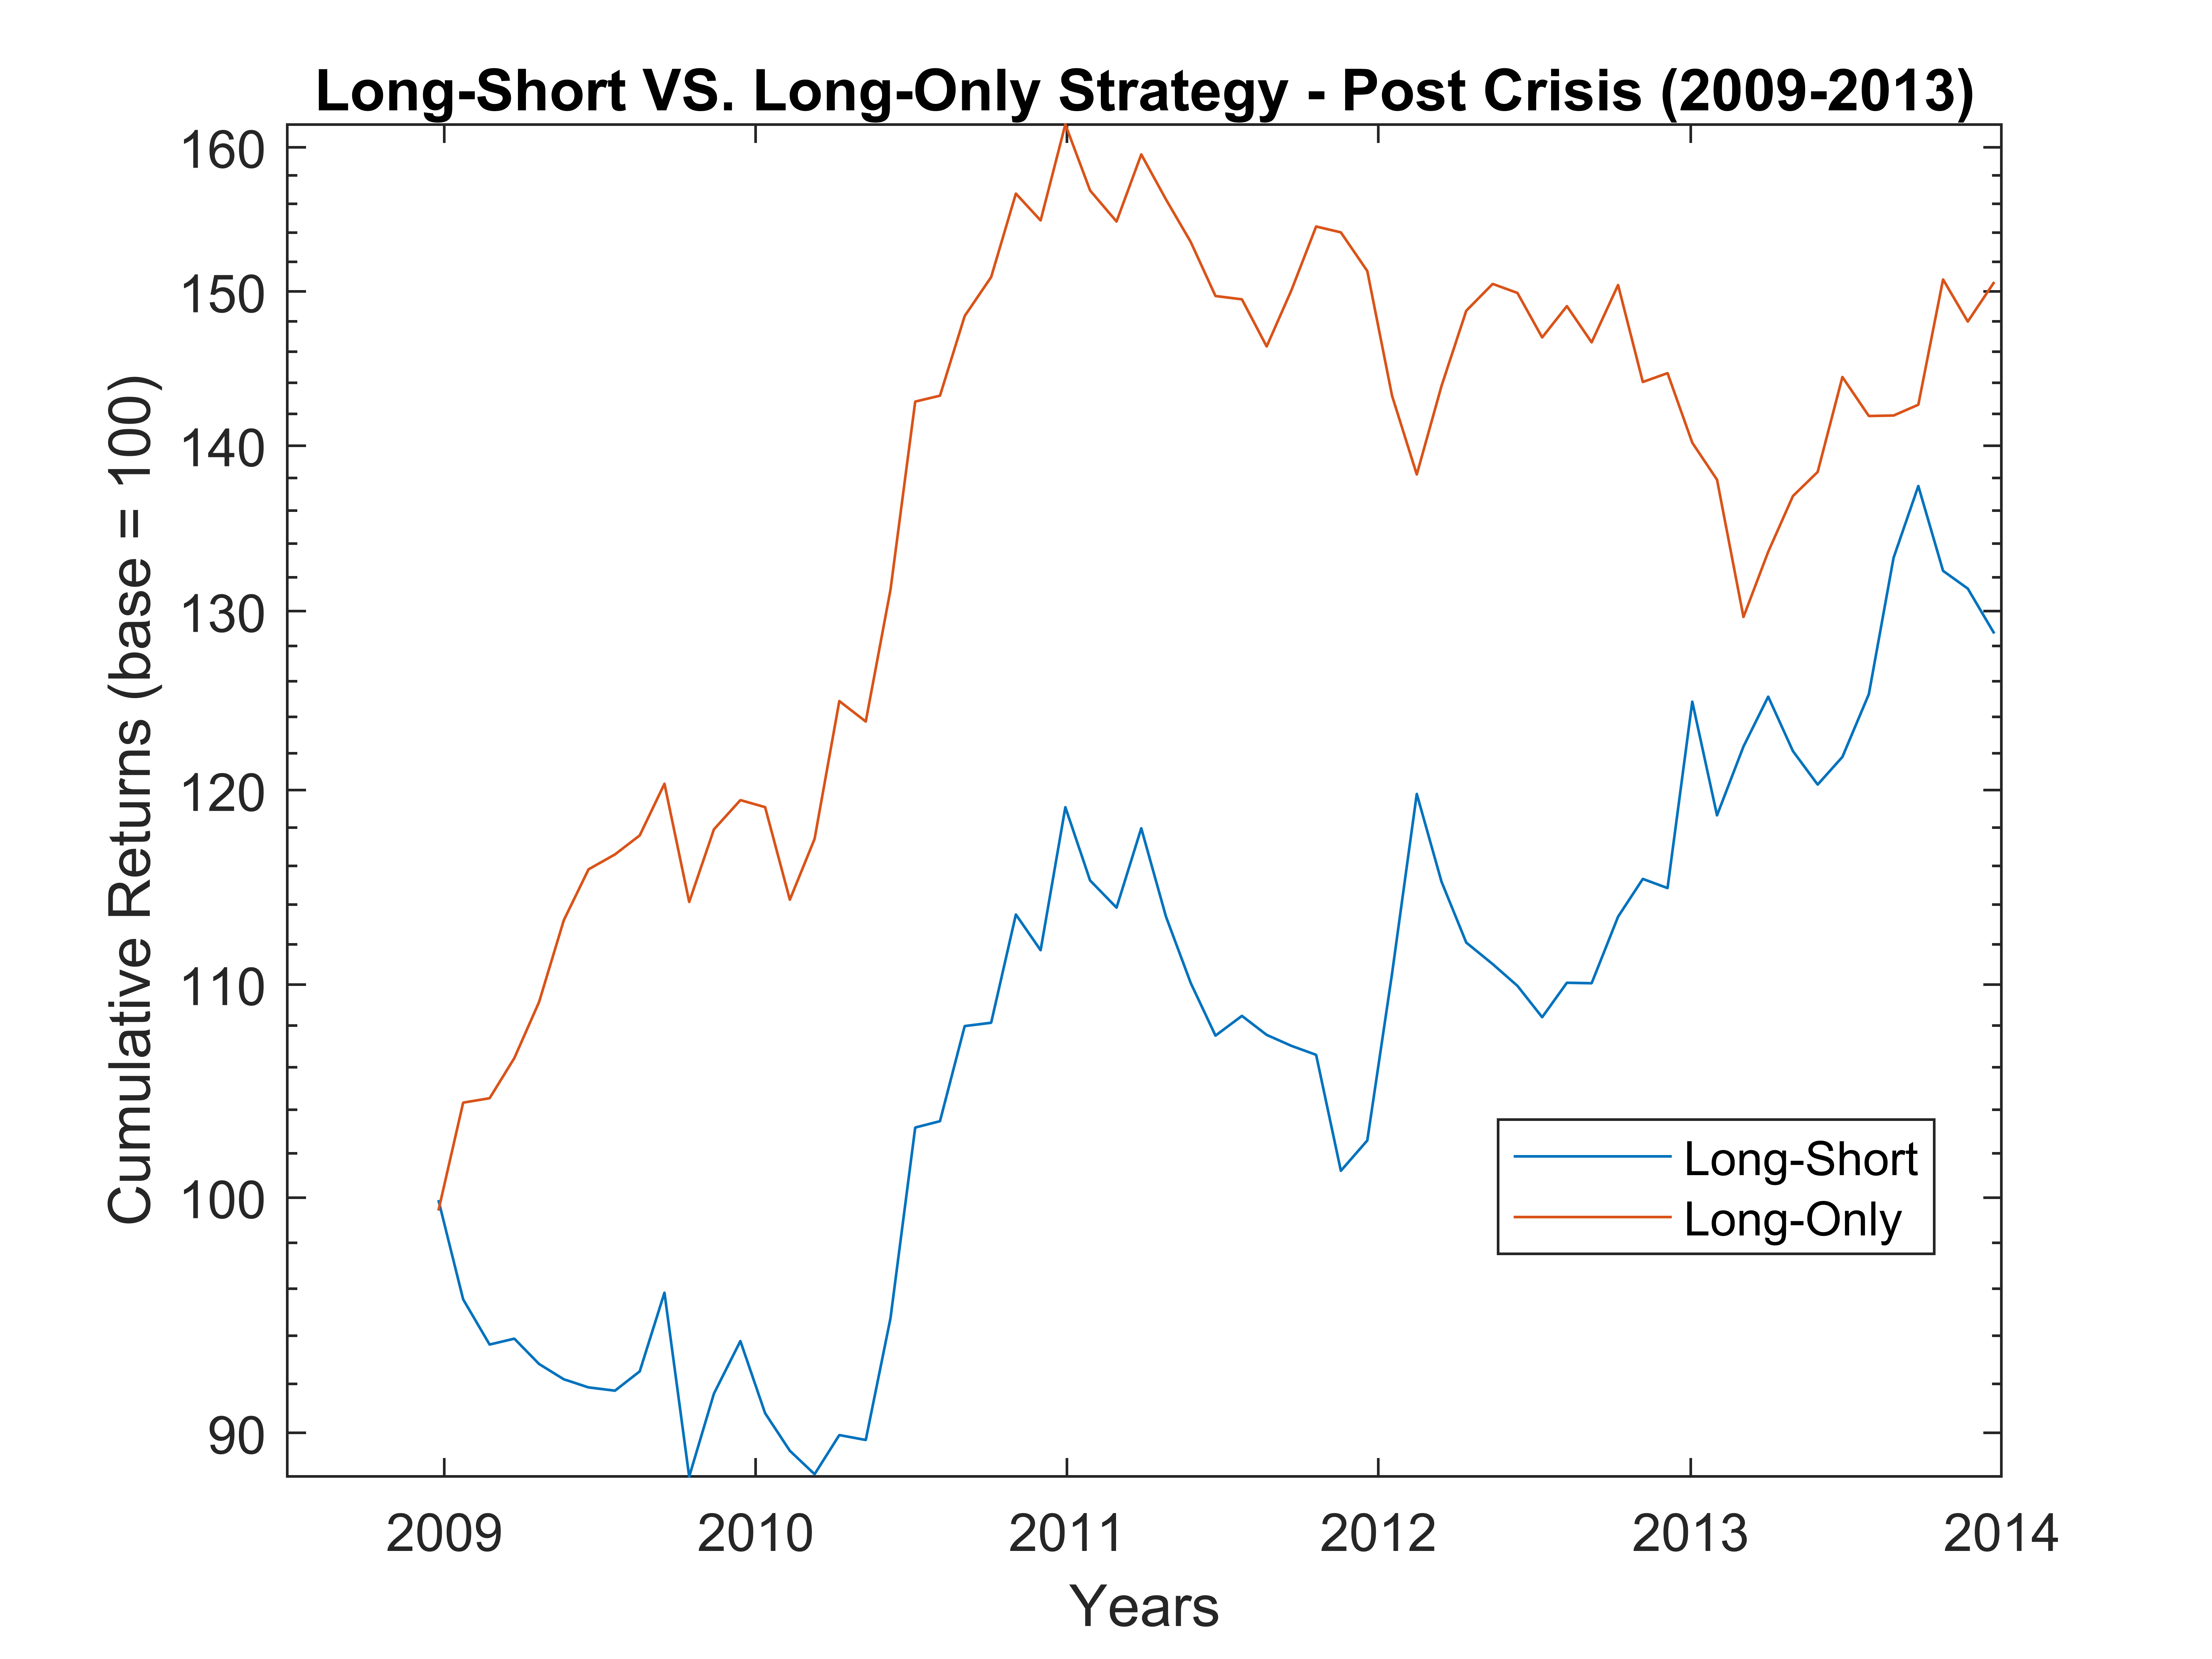 Long-Short VS. Long-Only Strategy - Post Crisis (2009-2013)
Cumulative Returns (base = 100)
160
150
140
130
120
110
100
90
Long-Short
Long-Only
2009 2010 2011 2012 2013 2014
Years